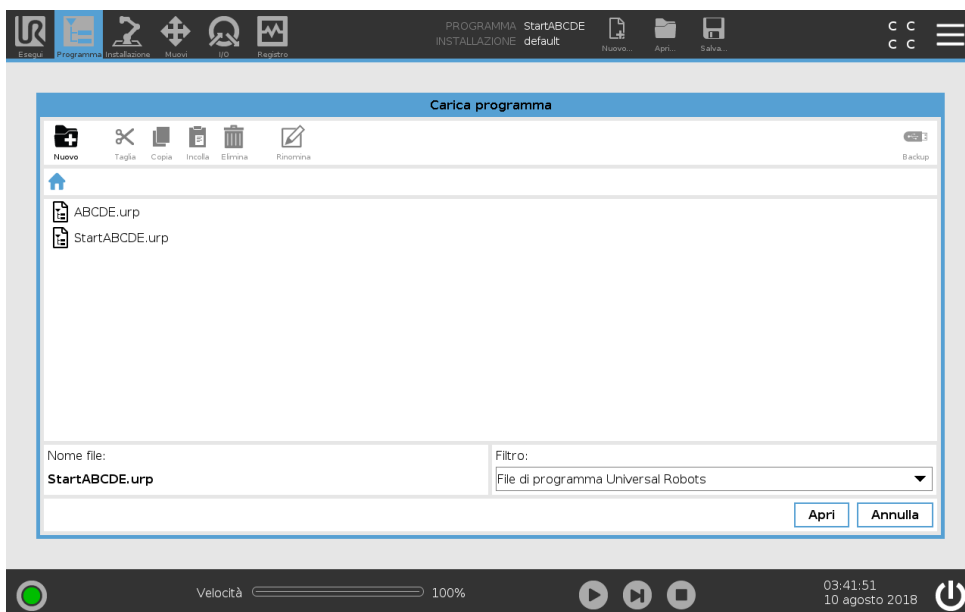 PROGRAMMA StartABCDE
INSTALLAZIONE default
C C
C C
Esegui Programma Installazione Muovi I/O Registro Nuovo... Apri... Salva...
Carica programma
Nuovo Taglia Copia Incolla Elimina Rinomina Backup
ABCDE.urp
StartABCDE.urp
Nome file: Filtro:
StartABCDE.urp File di programma Universal Robots
Apri Annulla
Velocità 100% 03:41:51
10 agosto 2018